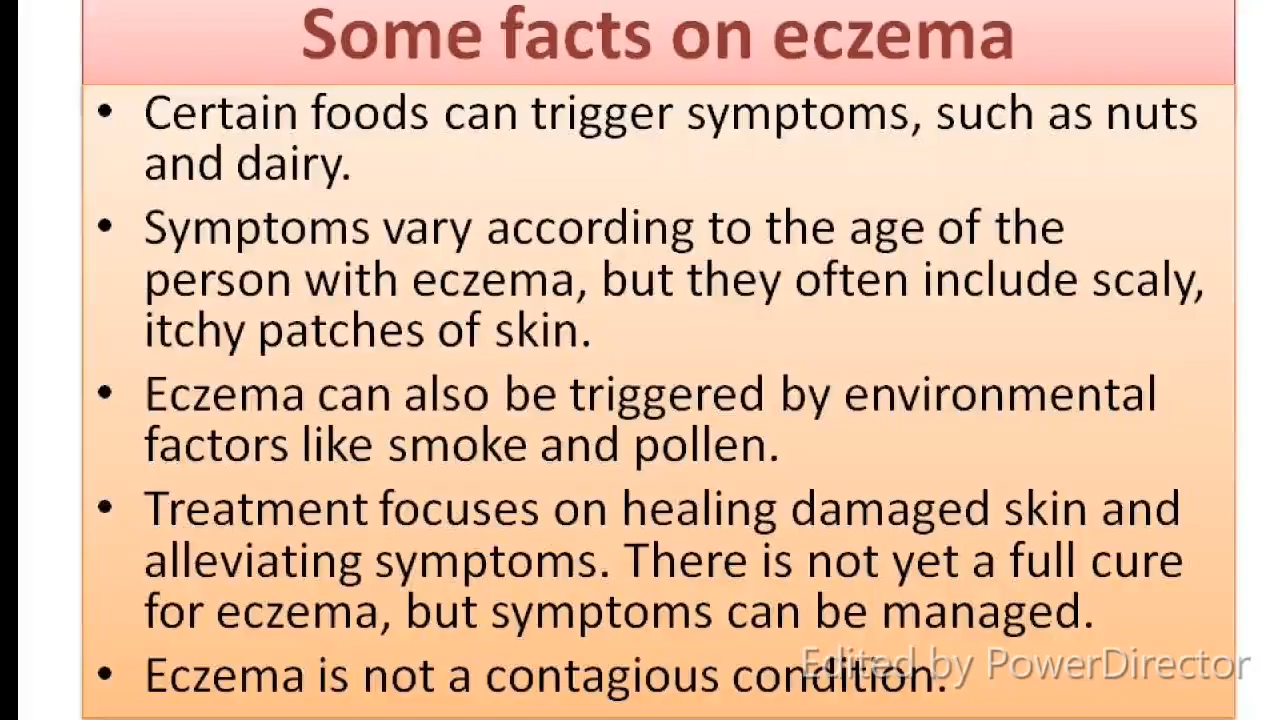 Some facts on eczema
• Certain foods can trigger symptoms, such as nuts
and dairy.
• Symptoms vary according to the age of the
person with eczema, but they often include scaly,
itchy patches of skin.
• Eczema can also be triggered by environmental
factors like smoke and pollen.
• Treatment focuses on healing damaged skin and
alleviating symptoms. There is not yet a full cure
for eczema, but symptoms can be managed.
• Eczema is not a contagious condition.
Edited by PowerDirector